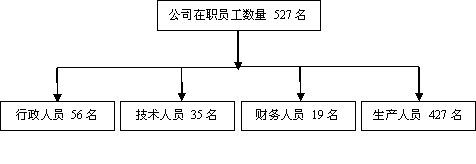 公司在职员工数量 527 名
行政人员 56 名
技术人员 35 名
财务人员 19 名
生产人员 427 名